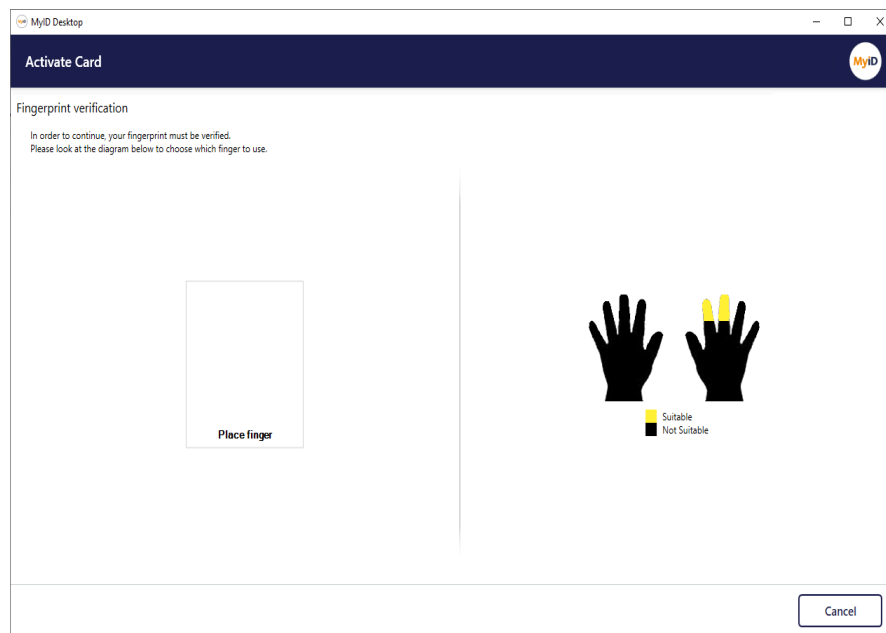 MyID Desktop
Activate Card
MyiD
Fingerprint verification
In order to continue, your fingerprint must be verified.
Please look at the diagram below to choose which finger to use.
Place finger
Suitable
Not Suitable
Cancel